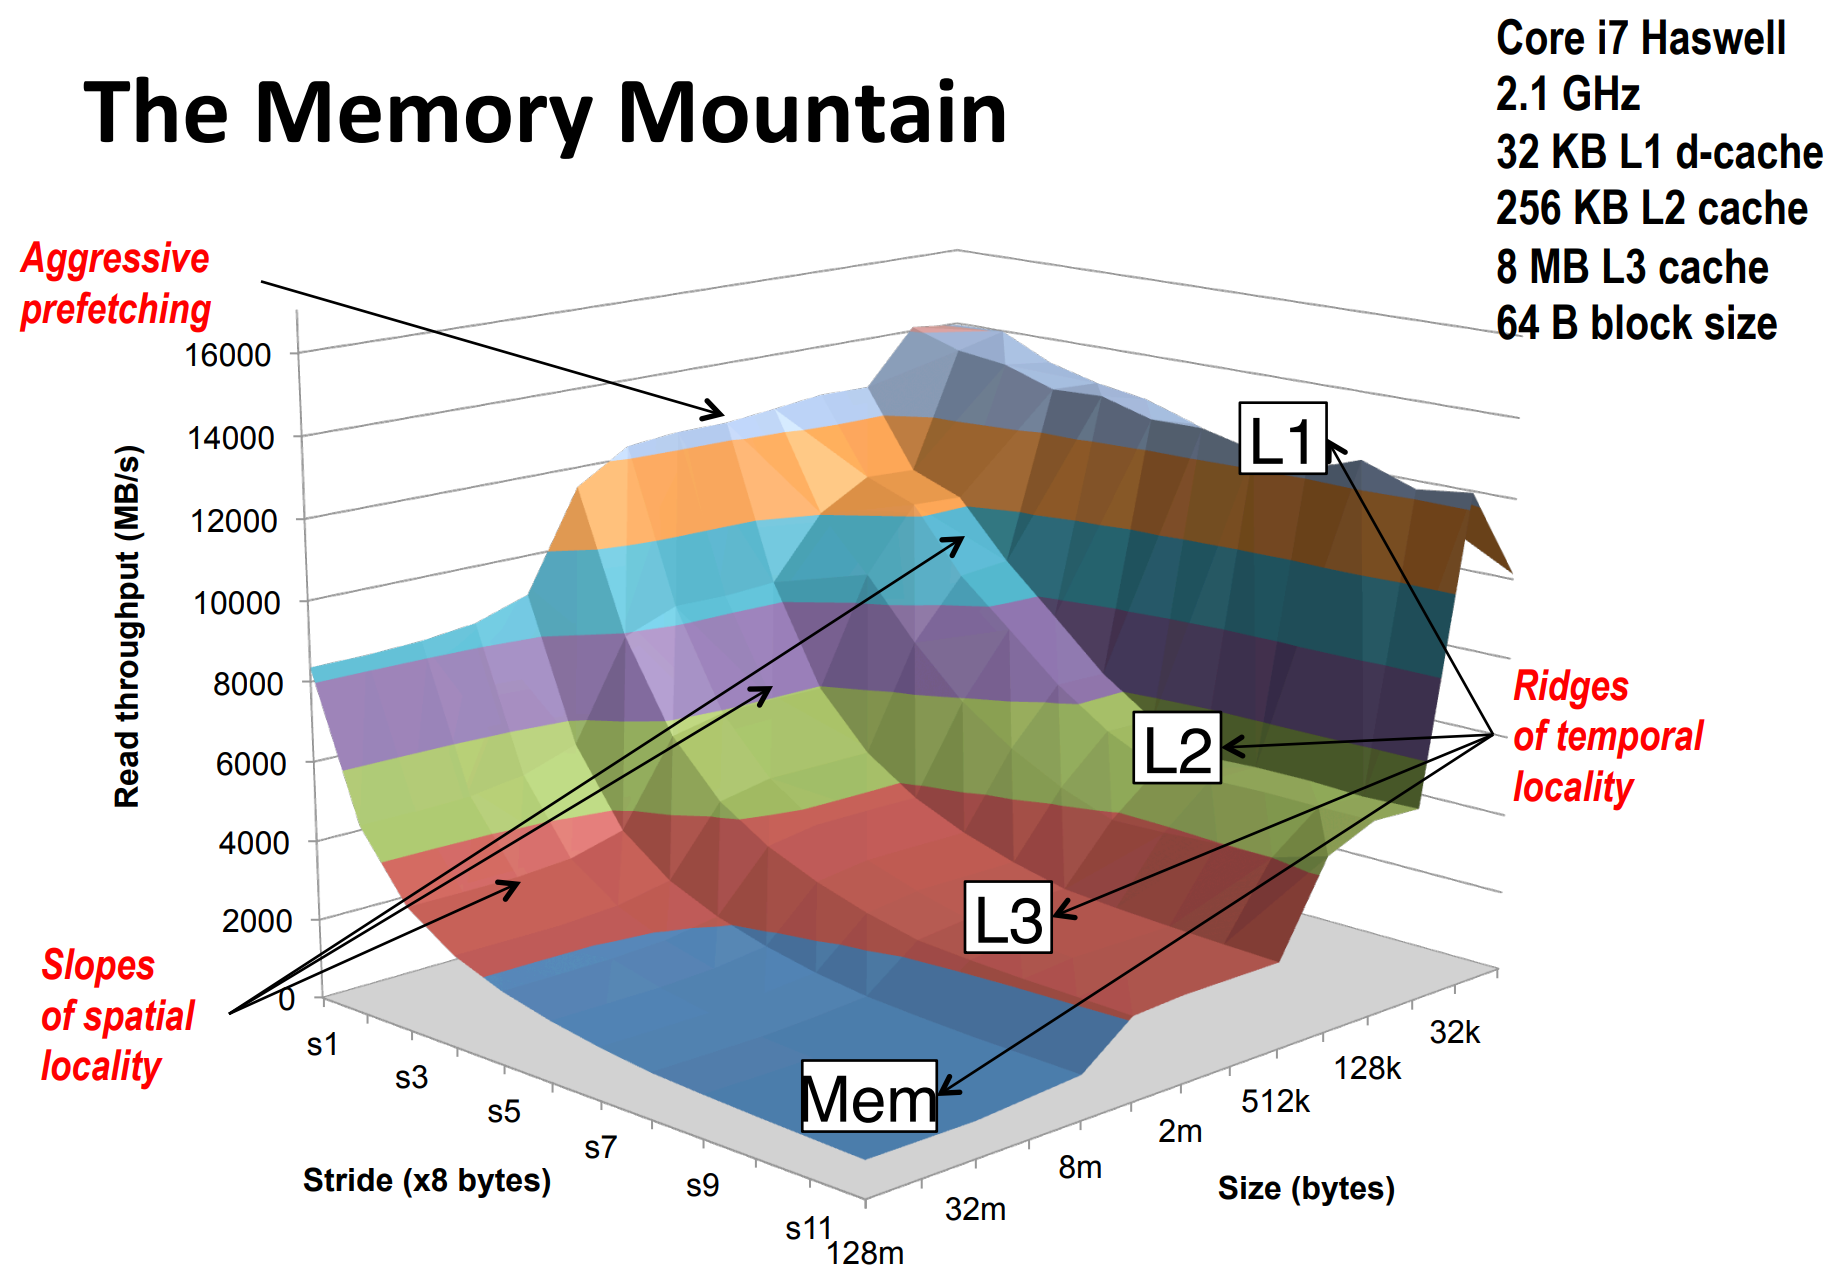 The Memory Mountain
Core i7 Haswell
2.1 GHz
32 KB L1 d-cache
256 KB L2 cache
8 MB L3 cache
64 B block size
Aggressive
prefetching
Read throughput (MB/s)
16000
14000
12000
10000
8000
6000
4000
2000
0
L1
L2
L3
Mem
Ridges
of temporal
locality
Slopes
of spatial
locality
s1
s3
s5
s7
s9
s11
Stride (x8 bytes)
128m
32m
8m
2m
512k
128k
32k
Size (bytes)